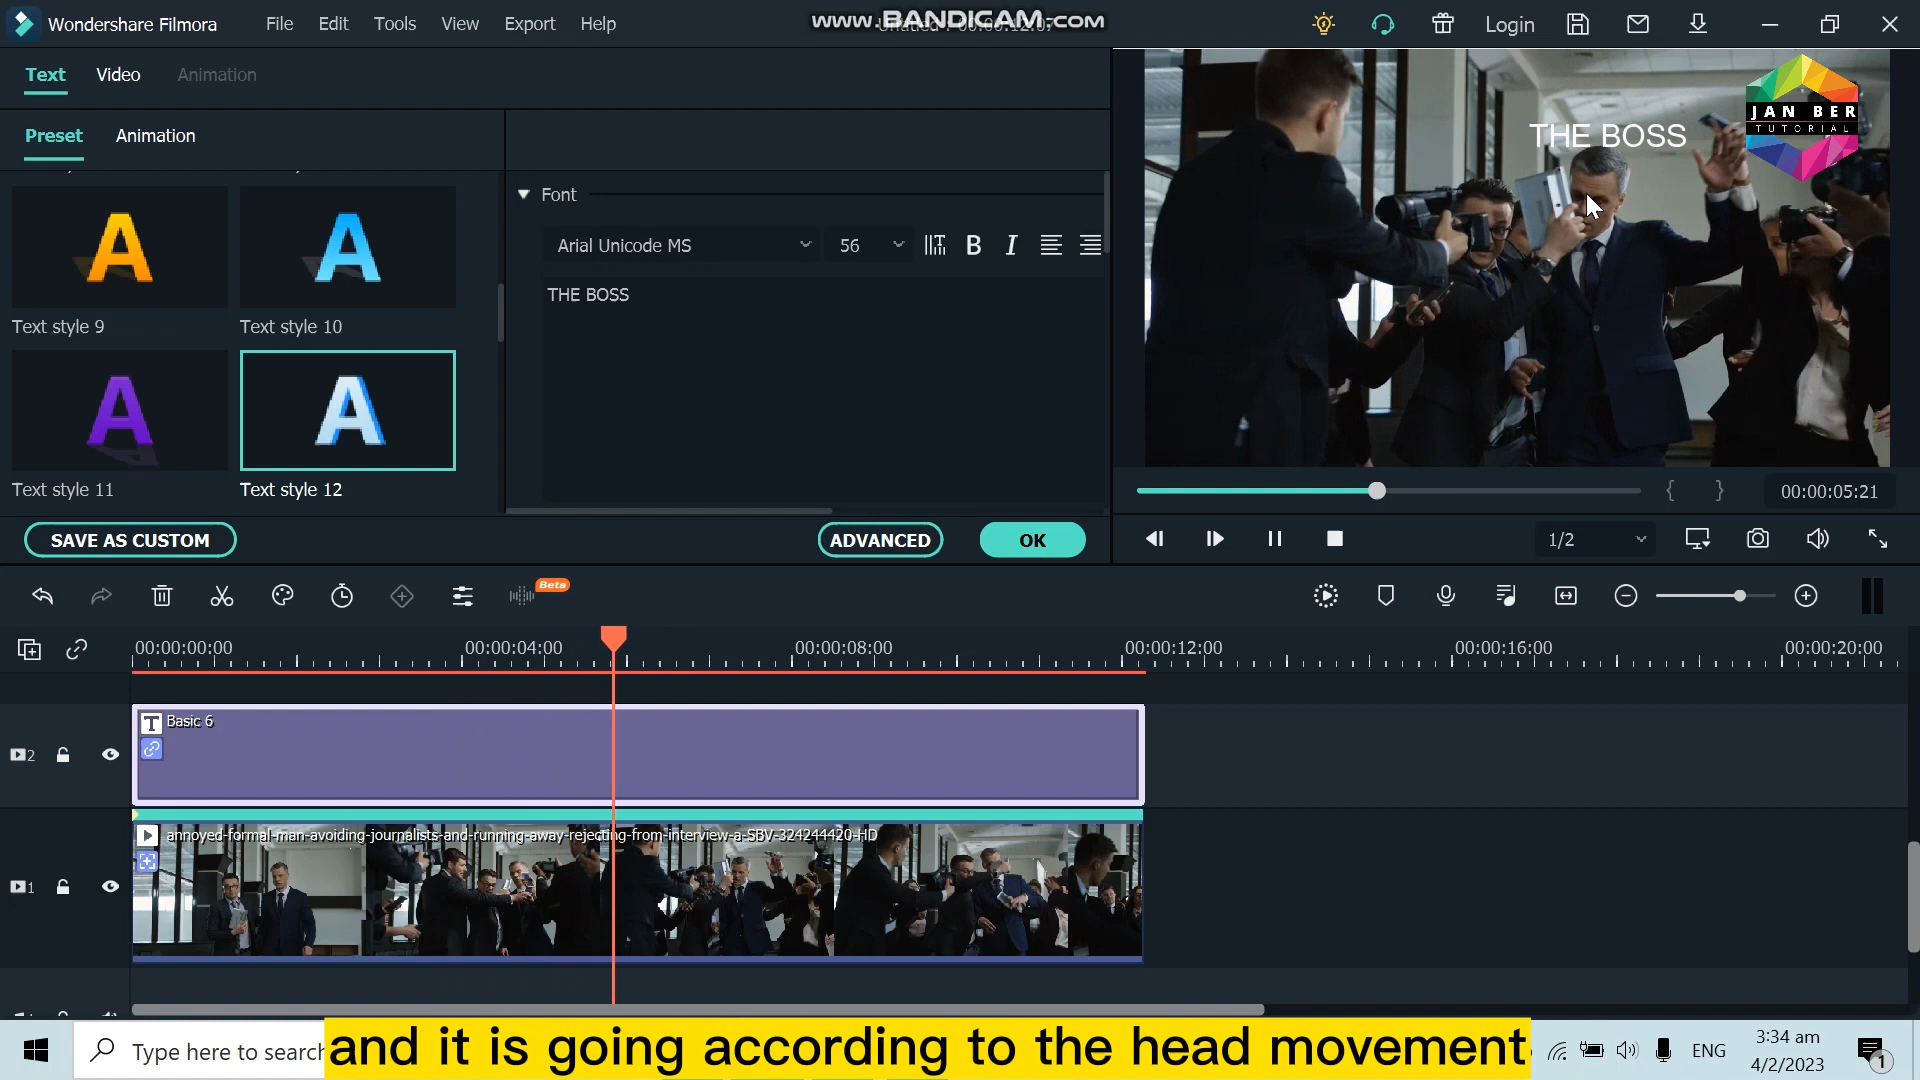 Wondershare Filmora
File
Edit
Tools
View
Export
Help
www.BANDICAM.com
Login
Text
Video
Animation
Preset
Animation
Font
Arial Unicode MS
56
B
I
THE BOSS
A
A
Text style 9
Text style 10
A
A
Text style 11
Text style 12
SAVE AS CUSTOM
ADVANCED
OK
THE BOSS
JAN BER
TUTORIAL
{ }
00:00:05:21
1/2
Beta
00:00:00:00
00:00:04:00
00:00:08:00
00:00:12:00
00:00:16:00
00:00:20:00
T Basic 6
2
annoyed-formal-man-avoiding-journalists-and-running-away-rejecting-from-interview-a-SBV-324244420-HD
1
Type here to search
and it is going according to the head movement
ENG
3:34 am
4/2/2023
1